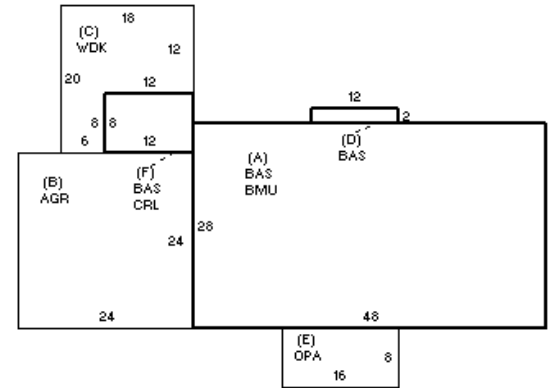 18
(C)
WDK
12
20
12
12
8
8
2
6
12
(D)
BAS
(A)
BAS
BMU
(F)
BAS
CRL
(B)
AGR
28
24
24
48
(E)
OPA
8
16